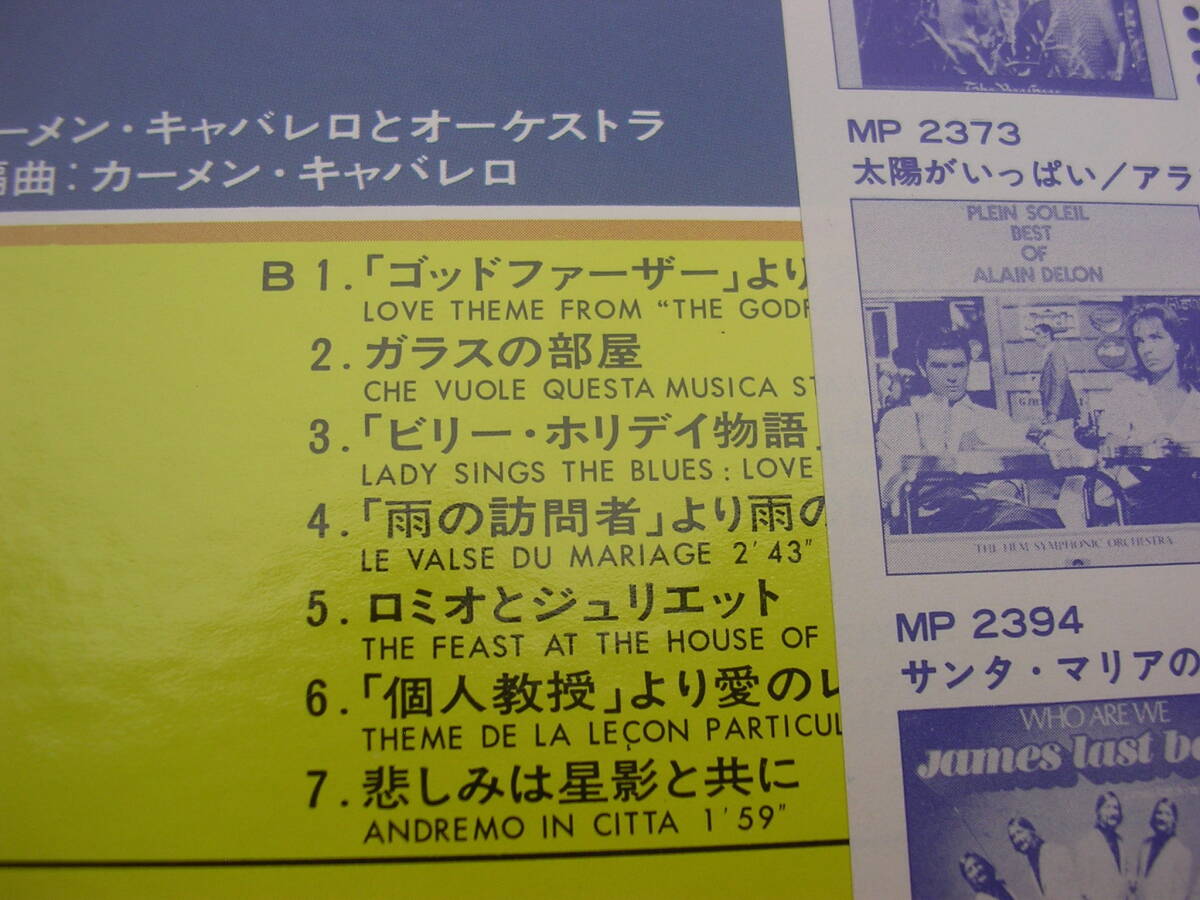 ーメン・キャバレロとオーケストラ
編曲：カーメン・キャバレロ
B 1.「ゴッドファーザー」より
LOVE THEME FROM “THE GODF
2. ガラスの部屋
CHE VUOLE QUESTA MUSICA ST
3.「ビリー・ホリデイ物語」
LADY SINGS THE BLUES : LOVE
4.「雨の訪問者」より雨の
LE VALSE DU MARIAGE 2’43”
5. ロミオとジュリエット
THE FEAST AT THE HOUSE OF
6.「個人教授」より愛のレ
THEME DE LA LEÇON PARTICUL
7. 悲しみは星影と共に
ANDREMO IN CITTA 1’59”
MP 2373
太陽がいっぱい／アラ
PLEIN SOLEIL
BEST
OF
ALAIN DELON
THE FILM SYMPHONIC ORCHESTRA
MP 2394
サンタ・マリアの
WHO ARE WE
james last b